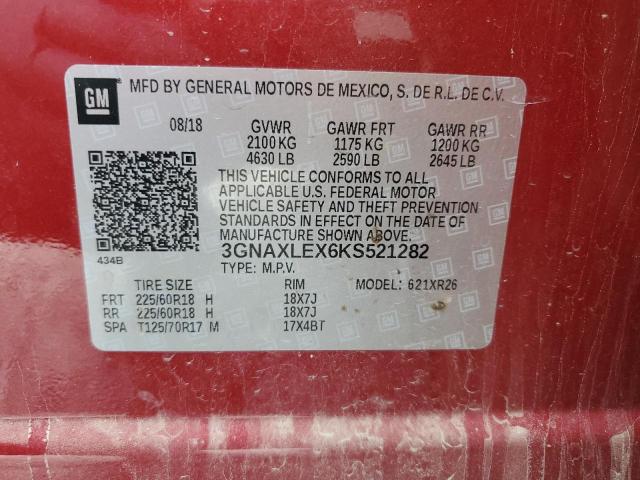 GM MFD BY GENERAL MOTORS DE MEXICO, S. DE R.L. DE C.V.
08/18 GVWR GAWR FRT GAWR RR
2100 KG 1175 KG 1200 KG
4630 LB 2590 LB 2645 LB
THIS VEHICLE CONFORMS TO ALL
APPLICABLE U.S. FEDERAL MOTOR
VEHICLE SAFETY AND THEFT PREVENTION
STANDARDS IN EFFECT ON THE DATE OF
MANUFACTURE SHOWN ABOVE.
3GNAXLEX6KS521282
434B TYPE: M.P.V.
TIRE SIZE RIM MODEL: 621XR26
FRT 225/60R18 H 18X7J
RR 225/60R18 H 18X7J
SPA T125/70R17 M 17X4BT